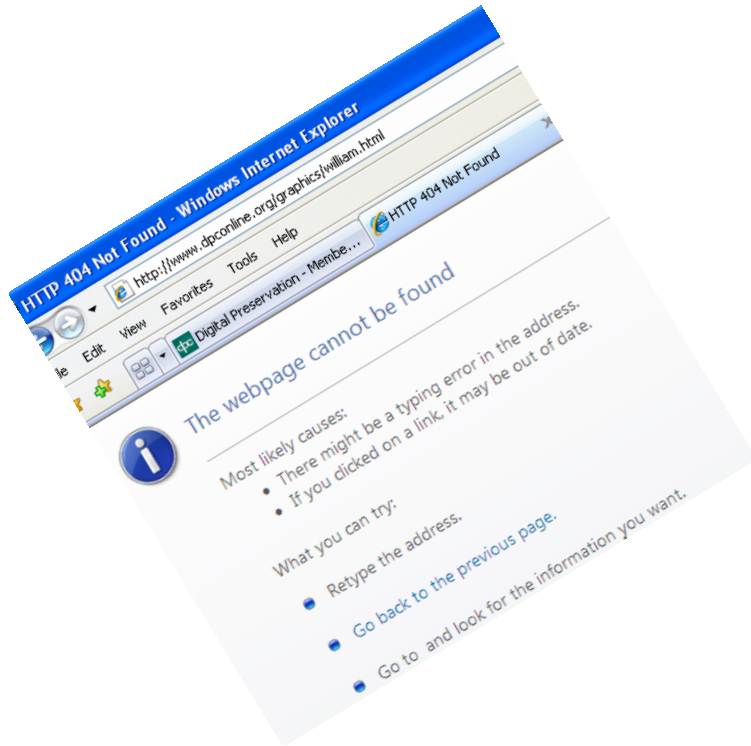 HTTP 404 Not Found - Windows Internet Explorer
http://www.dpconline.org/graphics/william.html
Edit View Favorites Tools Help
dpc Digital Preservation - Membe... HTTP 404 Not Found
The webpage cannot be found
Most likely causes:
• There might be a typing error in the address.
• If you clicked on a link, it may be out of date.
What you can try:
Retype the address.
Go back to the previous page.
Go to and look for the information you want.